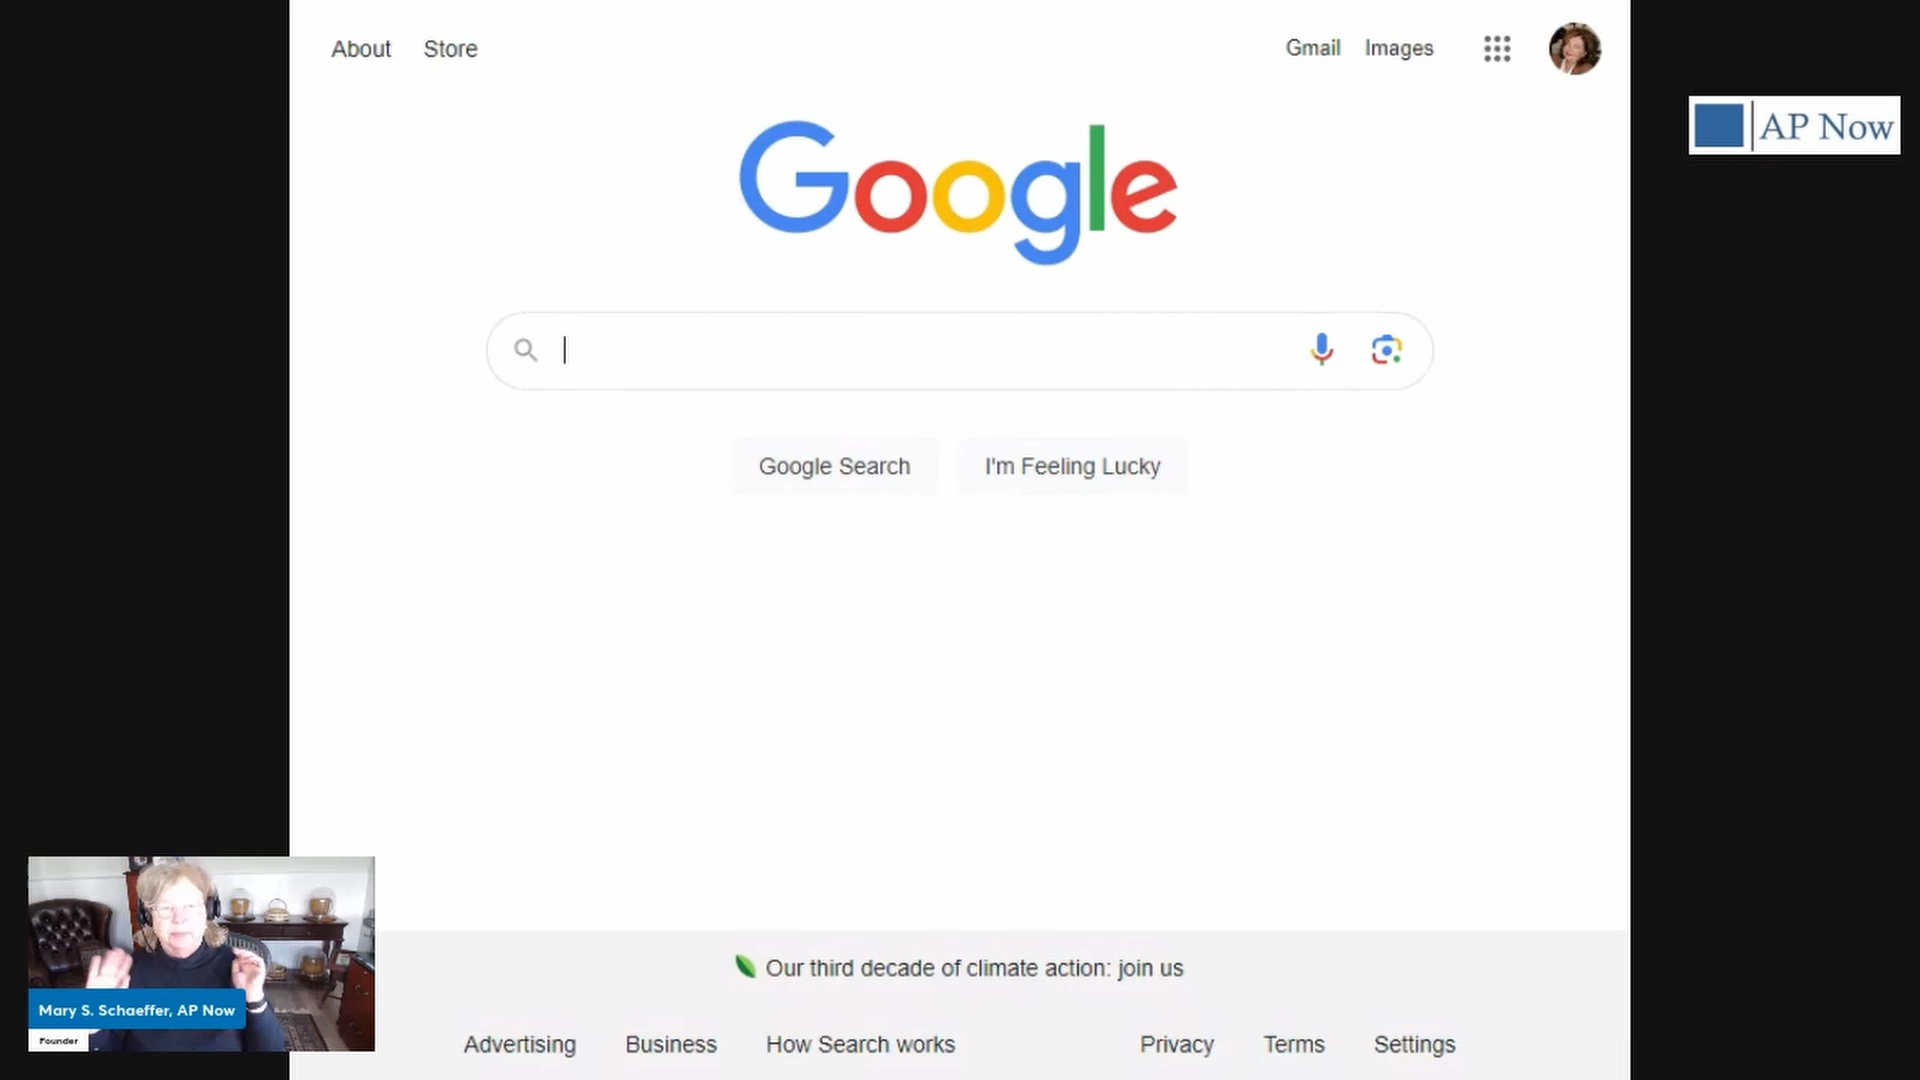 About Store
Gmail Images
AP Now
Google
Google Search I'm Feeling Lucky
Our third decade of climate action: join us
Mary S. Schaeffer, AP Now
Founder
Advertising Business How Search works
Privacy Terms Settings